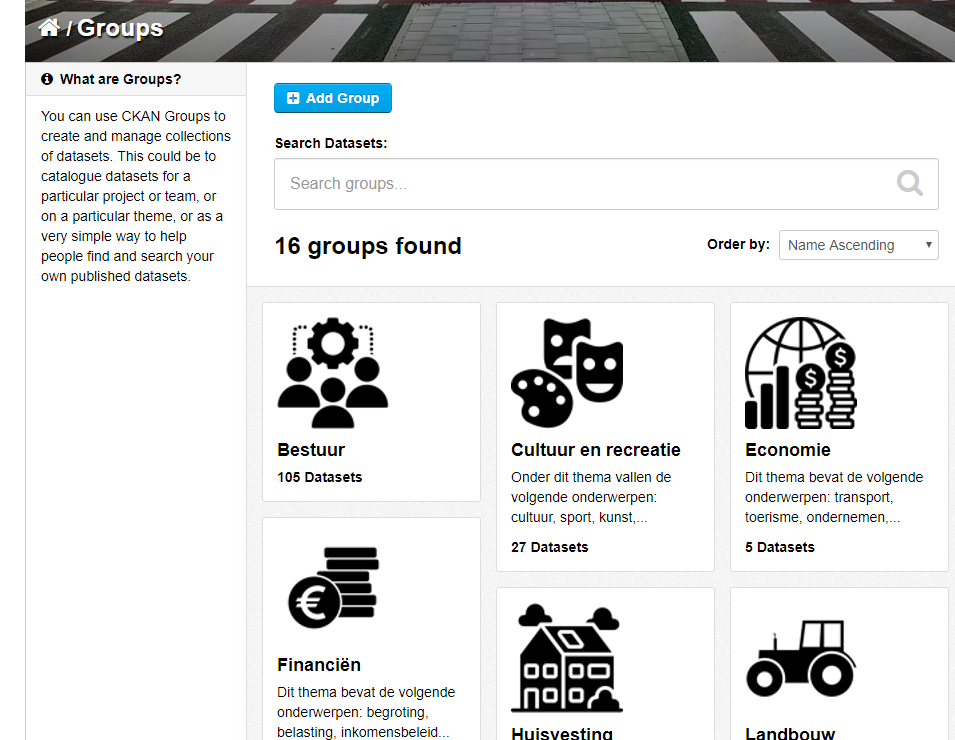 / Groups
What are Groups?
You can use CKAN Groups to
create and manage collections
of datasets. This could be to
catalogue datasets for a
particular project or team, or
on a particular theme, or as a
very simple way to help
people find and search your
own published datasets.
Add Group
Search Datasets:
Search groups...
16 groups found
Order by:
Name Ascending
Bestuur
105 Datasets
Cultuur en recreatie
Onder dit thema vallen de
volgende onderwerpen:
cultuur, sport, kunst,...
27 Datasets
Economie
Dit thema bevat de volgende
onderwerpen: transport,
toerisme, ondernemen,...
5 Datasets
Financiën
Dit thema bevat de volgende
onderwerpen: begroting,
belasting, inkomensbeleid...
Huisvesting
Landbouw